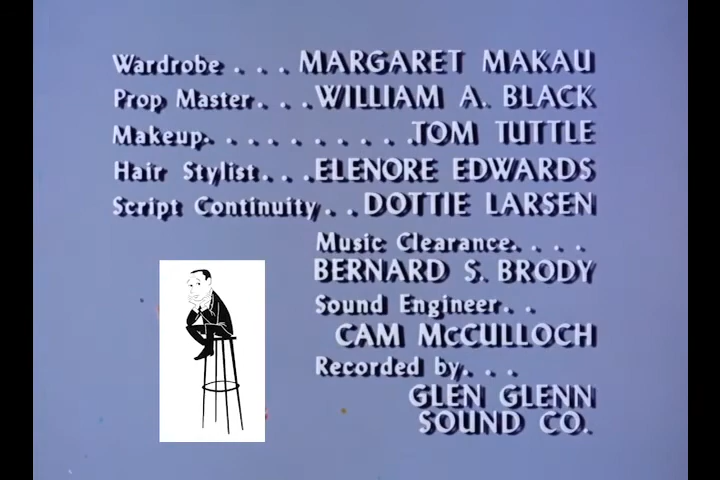 Wardrobe . . . MARGARET MAKAU
Prop Master. . . WILLIAM A. BLACK
Makeup. . . . . . . . . . TOM TUTTLE
Hair Stylist. . . ELENORE EDWARDS
Script Continuity . . DOTTIE LARSEN
Music Clearance. . . .
BERNARD S. BRODY
Sound Engineer. .
CAM McCULLOCH
Recorded by. . .
GLEN GLENN
SOUND CO.